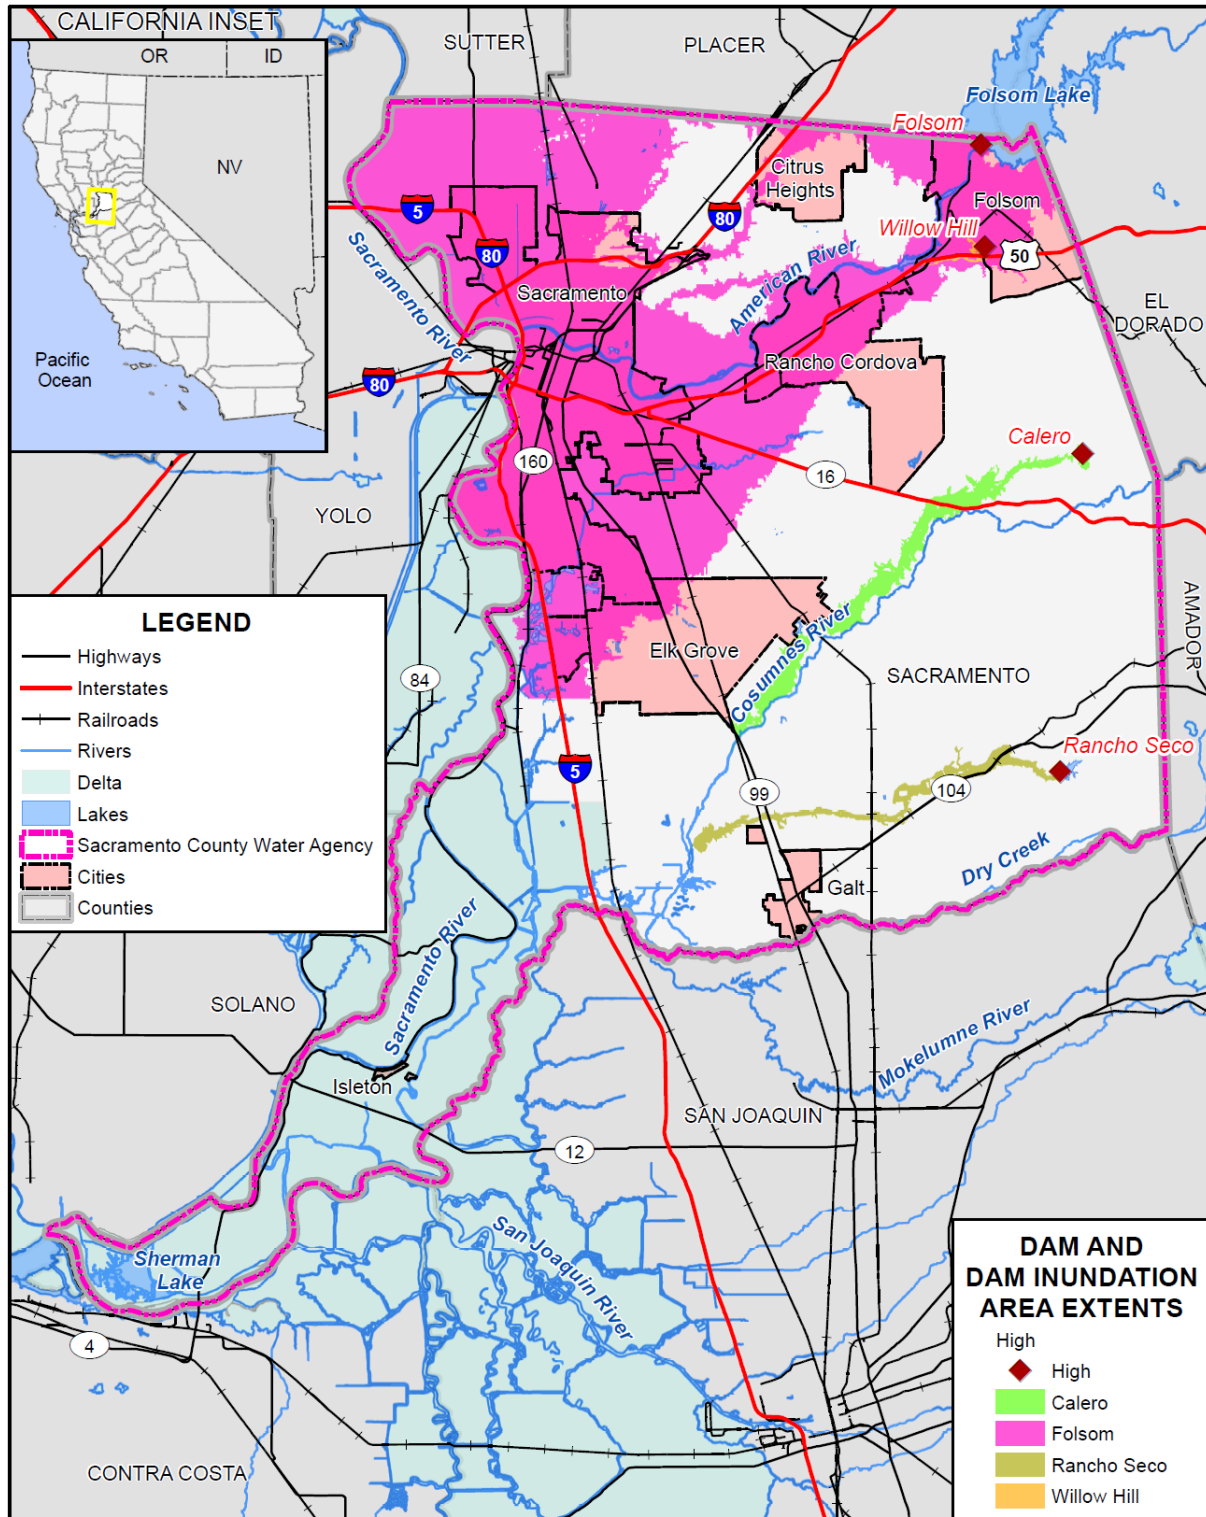 CALIFORNIA INSET
OR
ID
NV
Pacific
Ocean
SUTTER
PLACER
Folsom Lake
Folsom
Citrus
Heights
Folsom
5
80
80
Willow Hill
50
Sacramento River
Sacramento
American River
EL
DORADO
80
Rancho Cordova
Calero
160
16
YOLO
AMADOR
LEGEND
Highways
Interstates
Railroads
Rivers
Delta
Lakes
Sacramento County Water Agency
Cities
Counties
84
Elk Grove
Cosumnes River
SACRAMENTO
Rancho Seco
5
99
104
Dry Creek
Galt
Sacramento River
SOLANO
Isleton
Mokelumne River
SAN JOAQUIN
12
Sherman
Lake
San Joaquin River
4
CONTRA COSTA
DAM AND
DAM INUNDATION
AREA EXTENTS
High
High
Calero
Folsom
Rancho Seco
Willow Hill